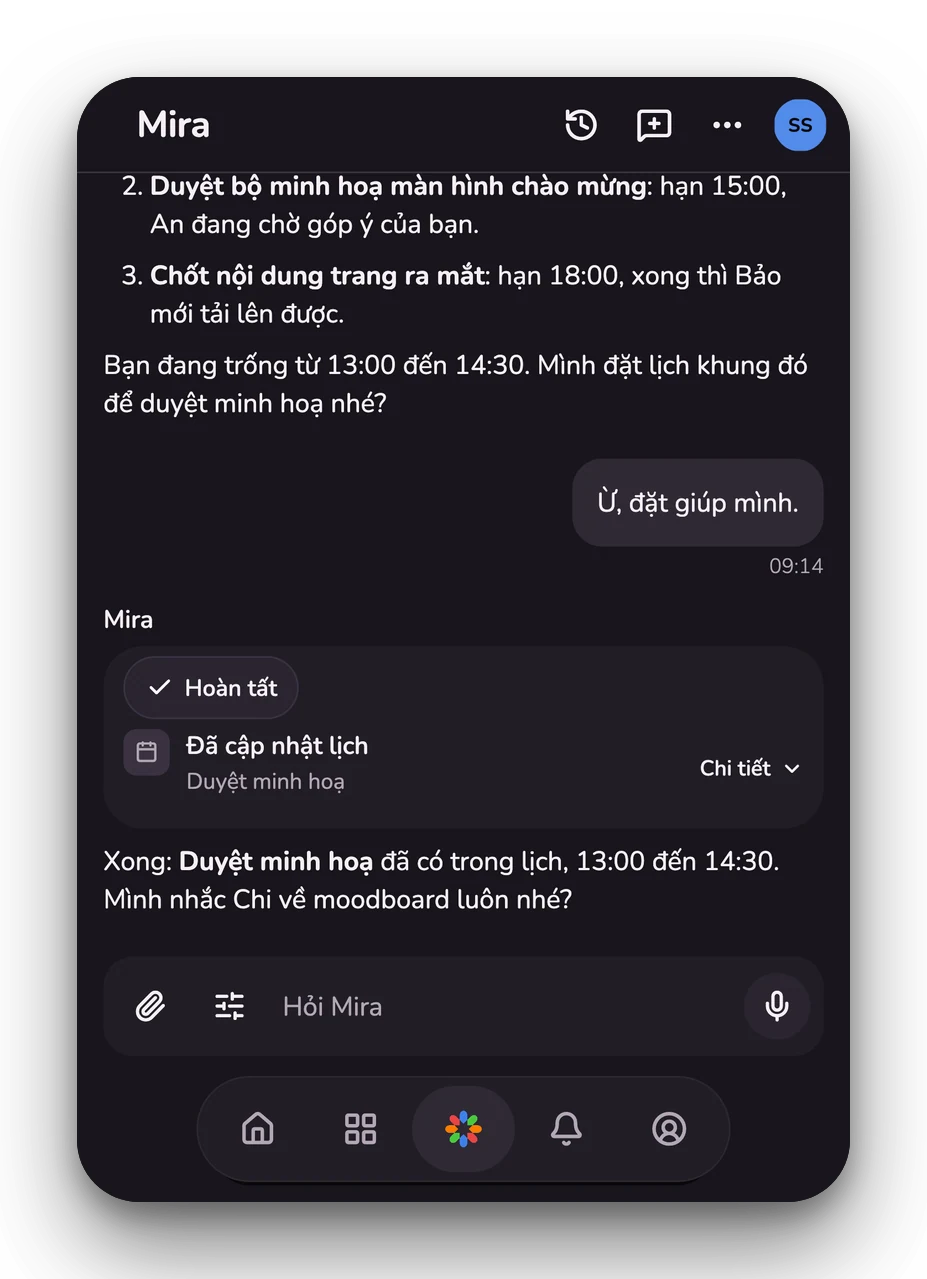 Mira
SS
2. Duyệt bộ minh hoạ màn hình chào mừng: hạn 15:00,
An đang chờ góp ý của bạn.
3. Chốt nội dung trang ra mắt: hạn 18:00, xong thì Bảo
mới tải lên được.
Bạn đang trống từ 13:00 đến 14:30. Mình đặt lịch khung đó
để duyệt minh hoạ nhé?
Ừ, đặt giúp mình.
09:14
Mira
Hoàn tất
Đã cập nhật lịch
Duyệt minh hoạ
Chi tiết
Xong: Duyệt minh hoạ đã có trong lịch, 13:00 đến 14:30.
Mình nhắc Chi về moodboard luôn nhé?
Hỏi Mira